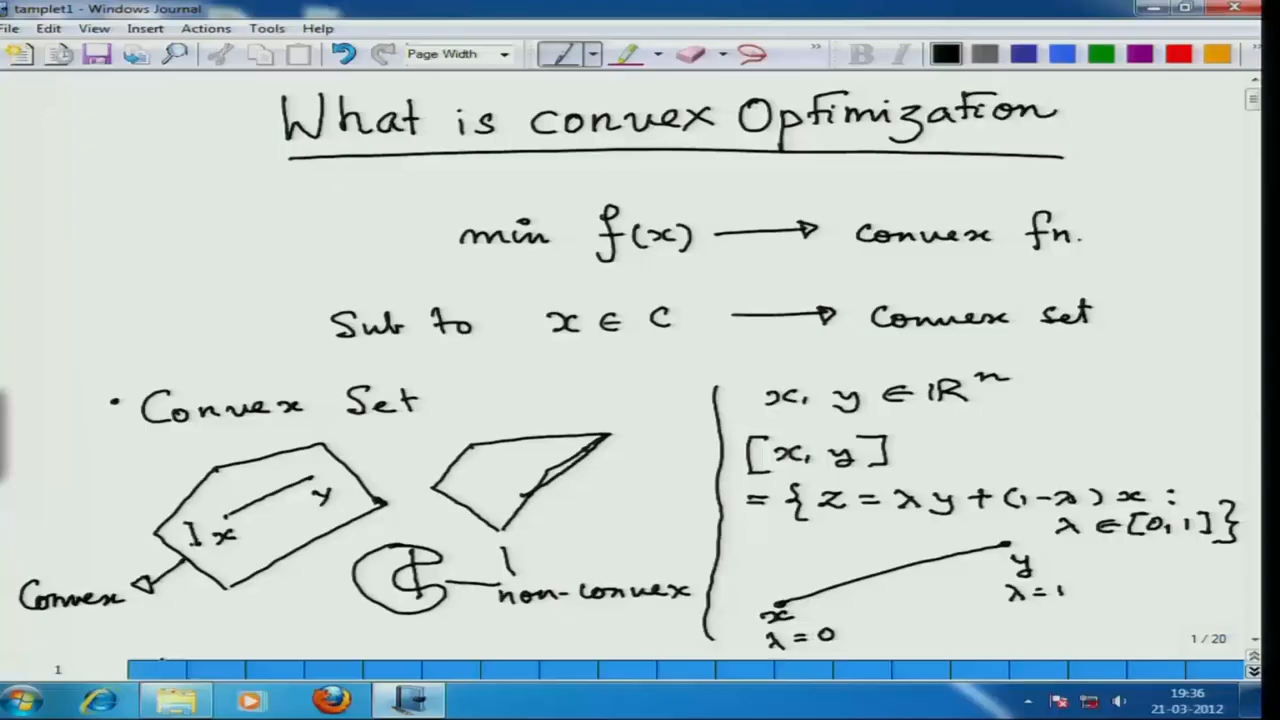 tamplet1 - Windows Journal
File Edit View Insert Actions Tools Help
Page Width
B I
What is convex Optimization
min f(x) → convex fn.
Sub to x ∈ C → convex set
• Convex Set
x, y ∈ ℝⁿ
[x, y]
= { z = λy + (1-λ)x :
λ ∈ [0, 1] }
x y
Convex
non-convex
y
λ = 1
x
λ = 0
1 / 20
1
19:36
21-03-2012